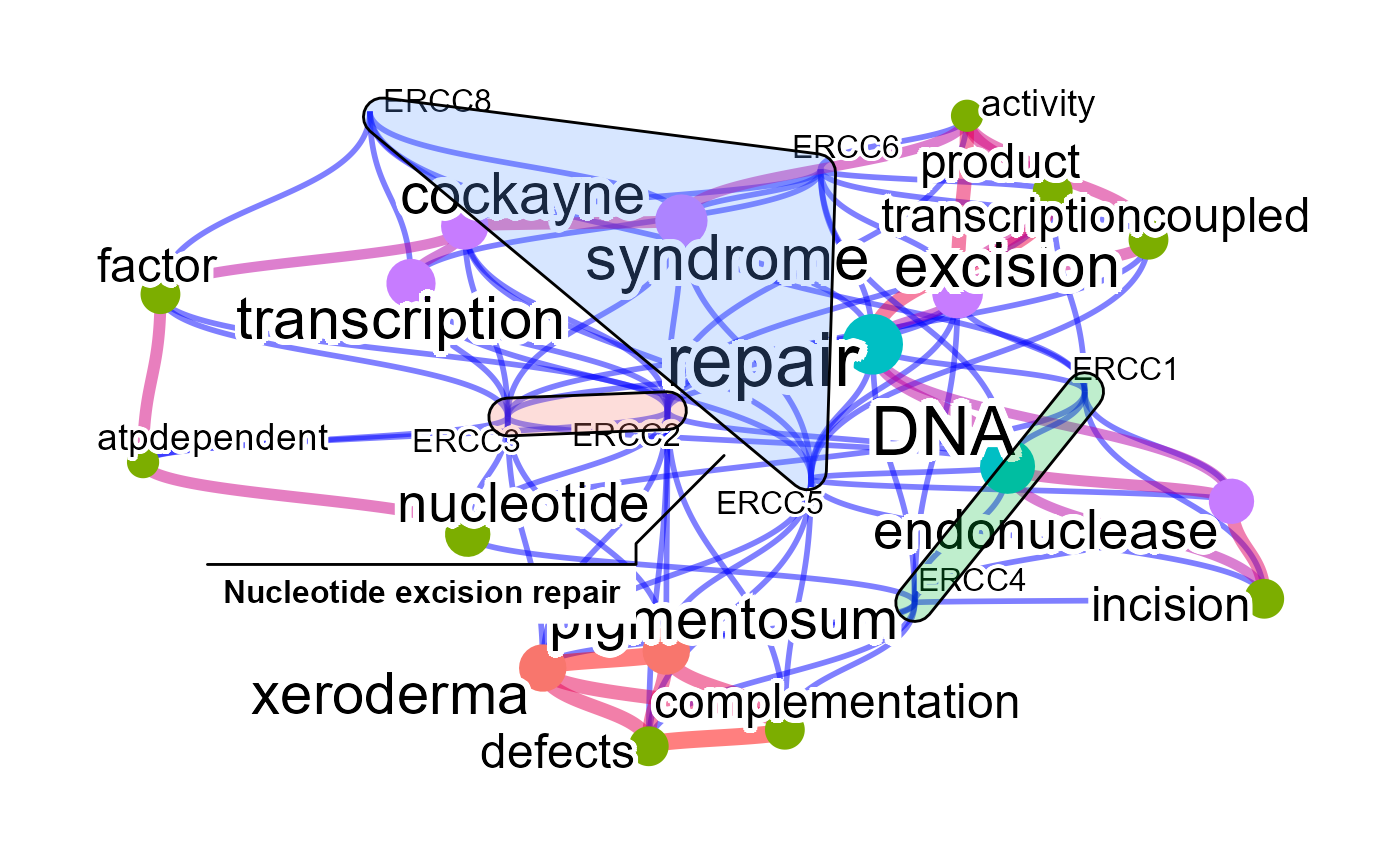 ERCC8
activity
ERCC6
product
cockayne
transcriptioncoupled
syndrome
excision
factor
transcription
repair
ERCC1
DNA
atpdependent
ERCC3
ERCC2
nucleotide
ERCC5
endonuclease
Nucleotide excision repair
ERCC4
incision
pigmentosum
xeroderma
complementation
defects